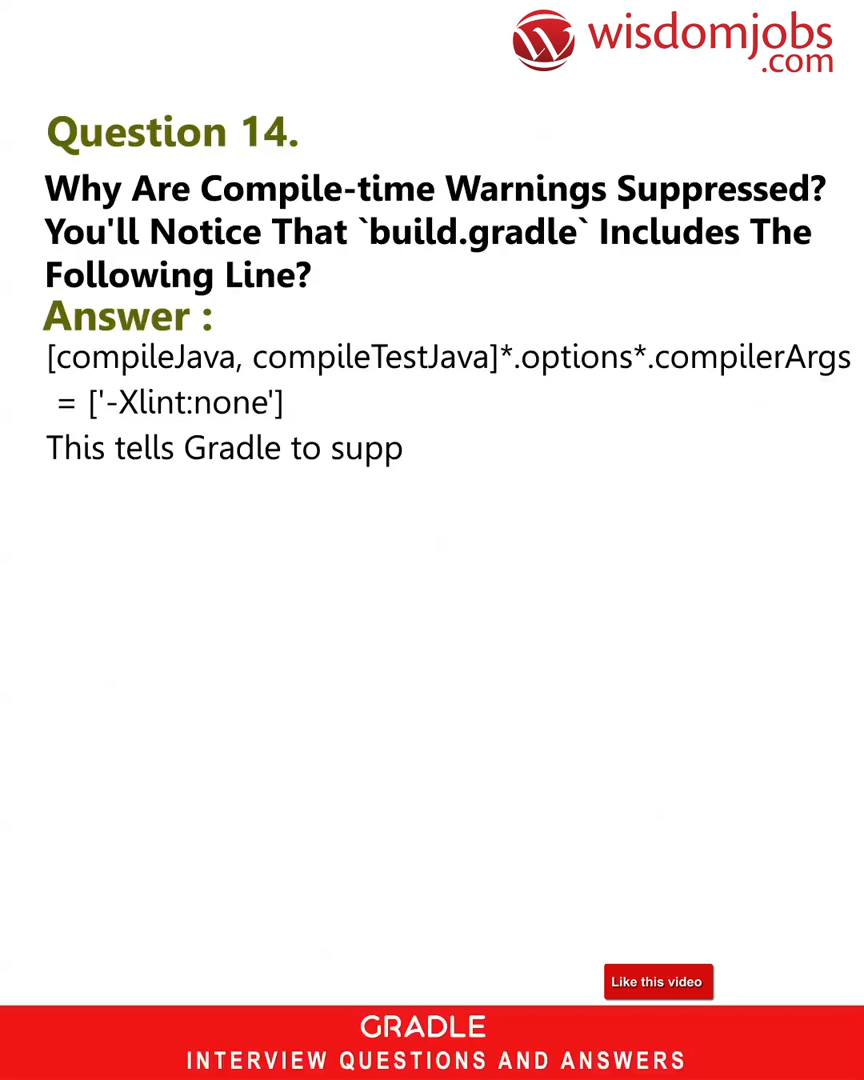 wisdomjobs
.com
Question 14.
Why Are Compile-time Warnings Suppressed?
You'll Notice That `build.gradle` Includes The
Following Line?
Answer :
[compileJava, compileTestJava]*.options*.compilerArgs
= ['-Xlint:none']
This tells Gradle to supp
Like this video
GRADLE
INTERVIEW QUESTIONS AND ANSWERS